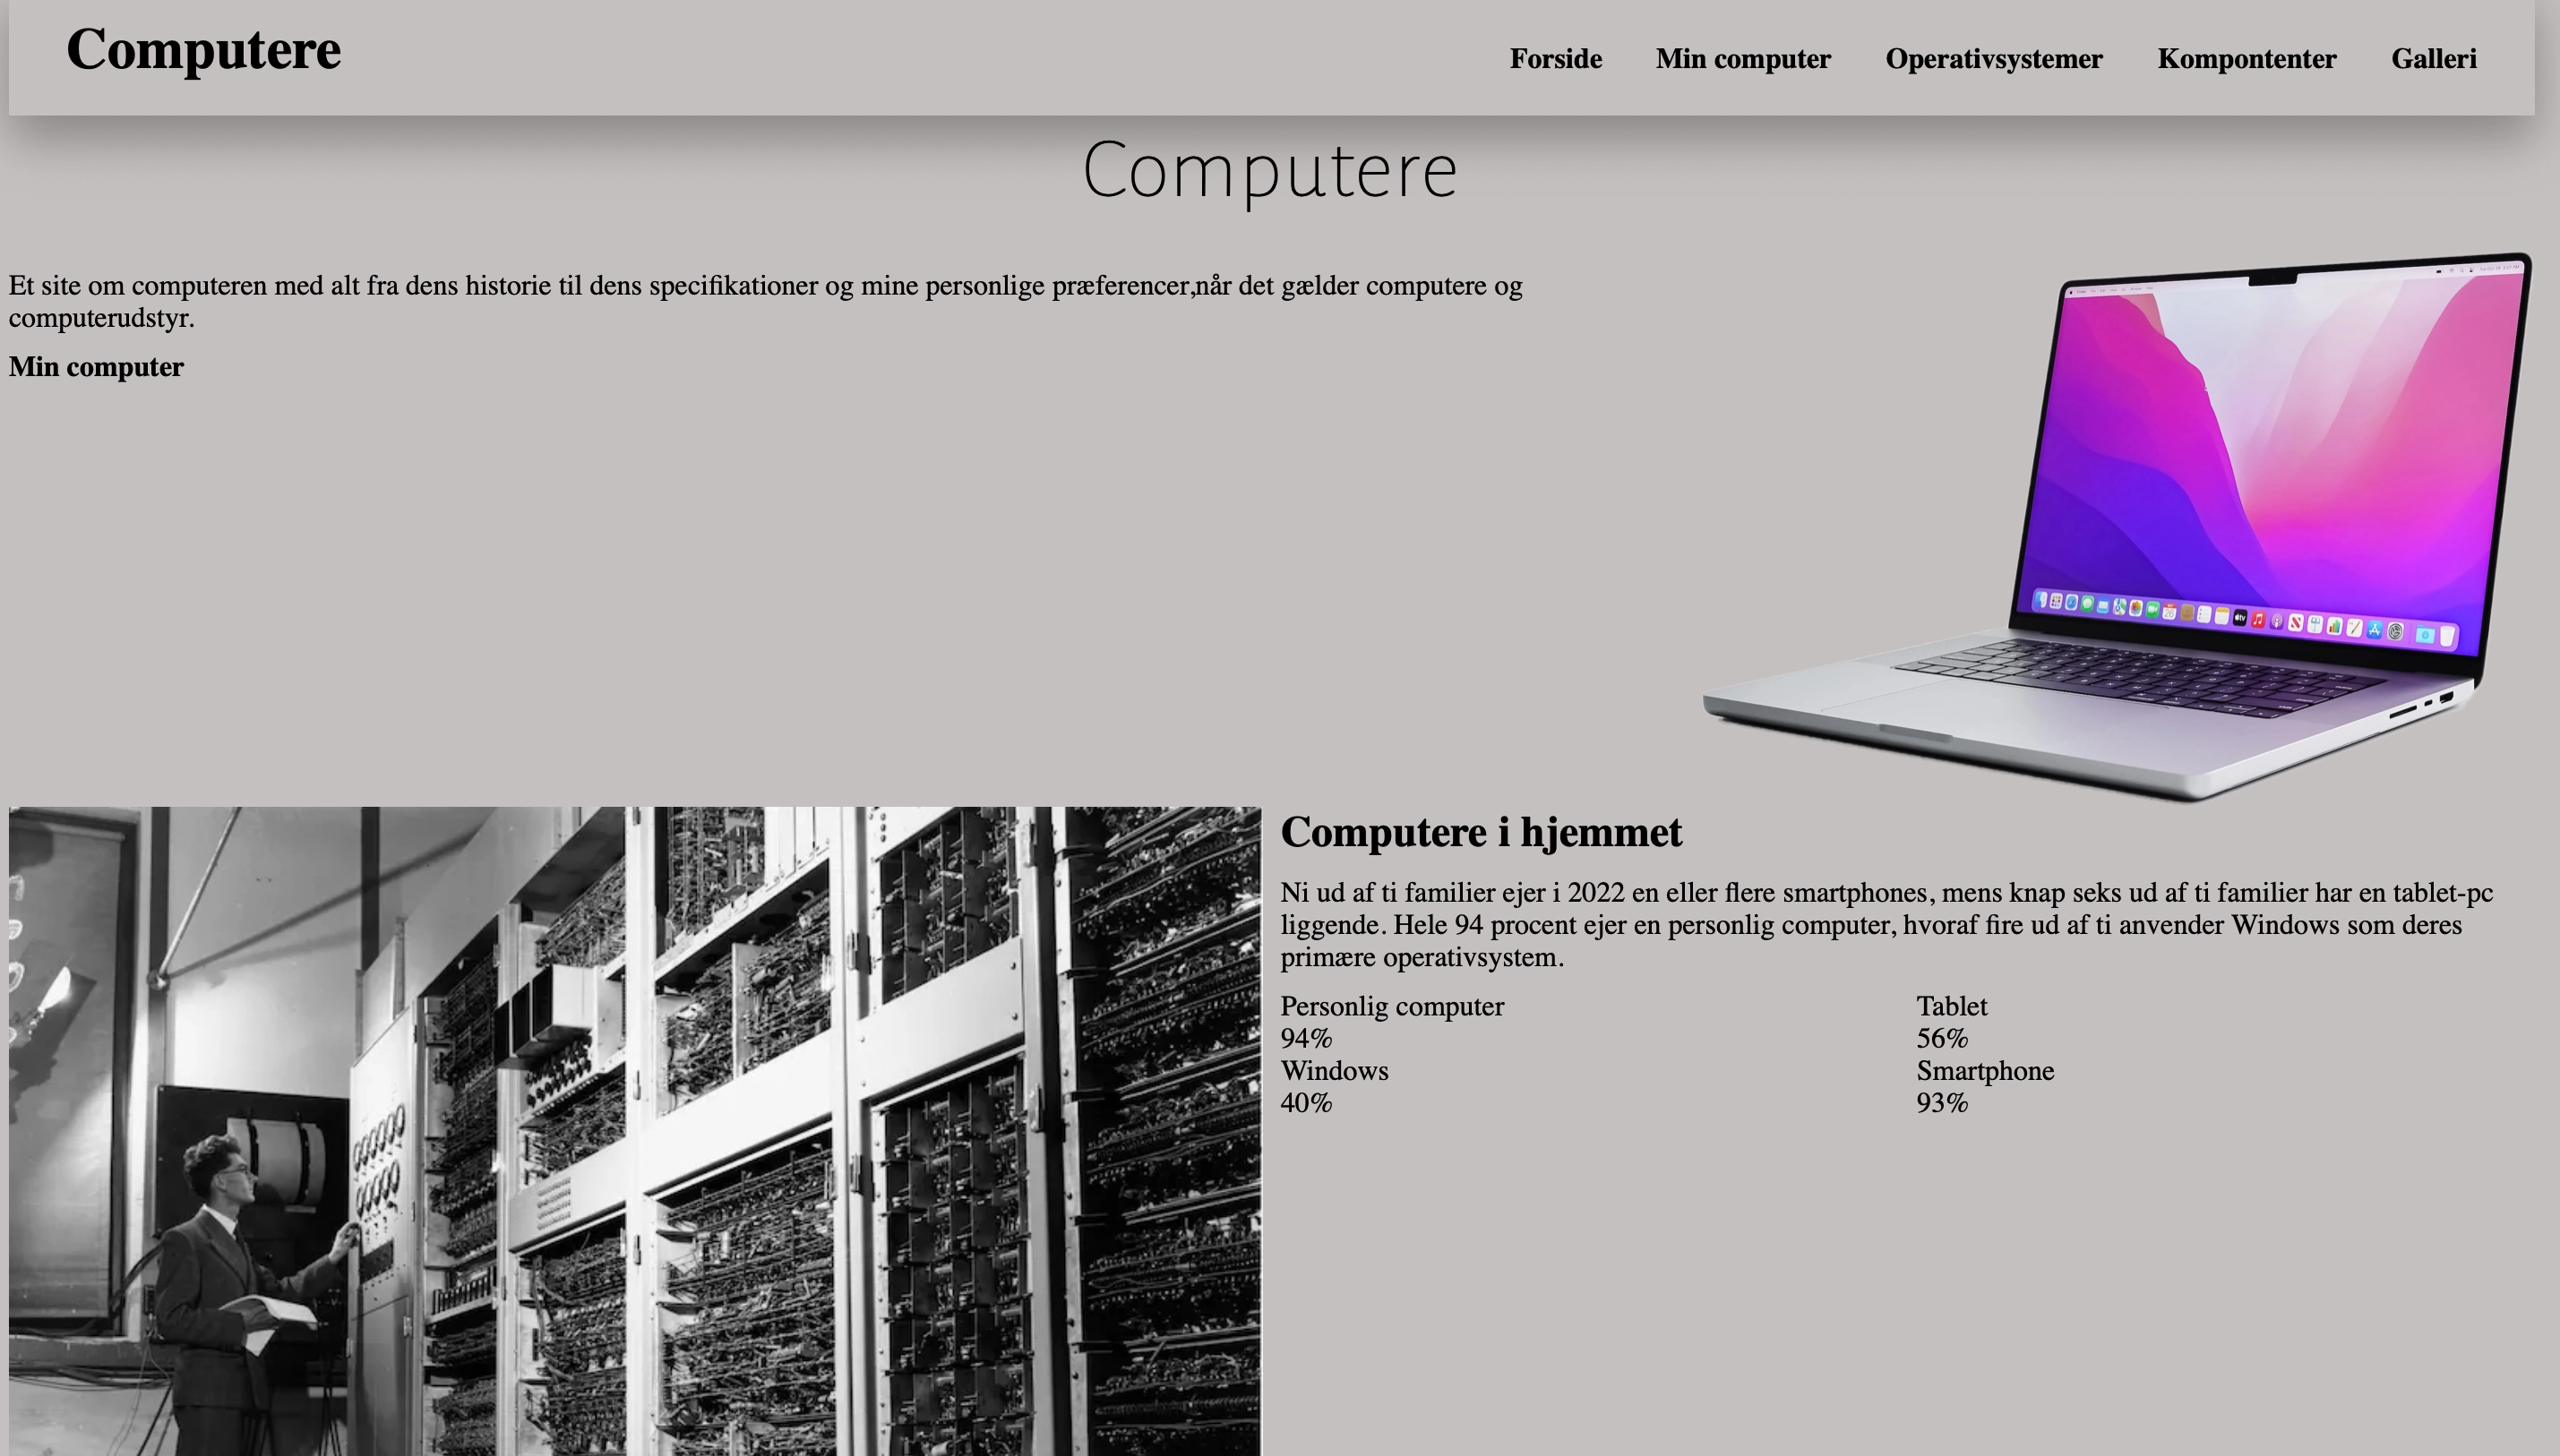 Computere
Forside Min computer Operativsystemer Kompontenter Galleri
Computere
Et site om computeren med alt fra dens historie til dens specifikationer og mine personlige præferencer,når det gælder computere og
computerudstyr.
Min computer
Computere i hjemmet
Ni ud af ti familier ejer i 2022 en eller flere smartphones, mens knap seks ud af ti familier har en tablet-pc
liggende. Hele 94 procent ejer en personlig computer, hvoraf fire ud af ti anvender Windows som deres
primære operativsystem.
Personlig computer
94%
Windows
40%
Tablet
56%
Smartphone
93%